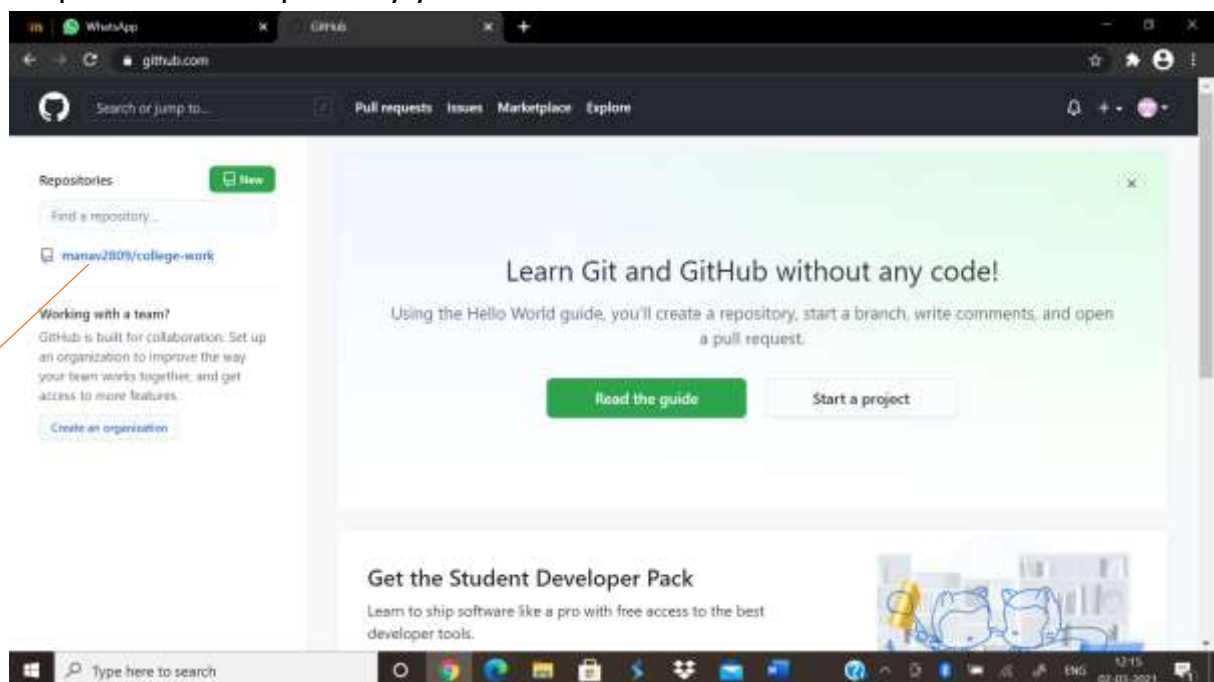 m WhatsApp GitHub
github.com
Search or jump to... / Pull requests Issues Marketplace Explore
Repositories New
Find a repository...
manav2809/college-work
Working with a team?
GitHub is built for collaboration. Set up
an organization to improve the way
your team works together, and get
access to more features.
Create an organization
Learn Git and GitHub without any code!
Using the Hello World guide, you'll create a repository, start a branch, write comments, and open
a pull request.
Read the guide Start a project
Get the Student Developer Pack
Learn to ship software like a pro with free access to the best
developer tools.
Type here to search
ENG 12:15
02-03-2021